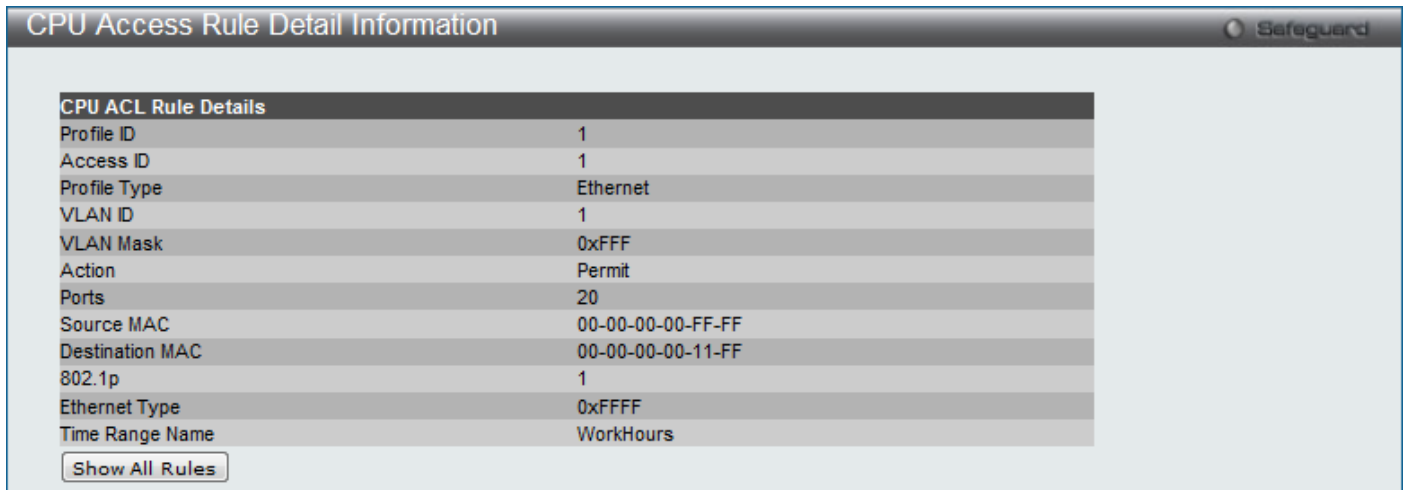 CPU Access Rule Detail Information
Safeguard
CPU ACL Rule Details
Profile ID 1
Access ID 1
Profile Type Ethernet
VLAN ID 1
VLAN Mask 0xFFF
Action Permit
Ports 20
Source MAC 00-00-00-00-FF-FF
Destination MAC 00-00-00-00-11-FF
802.1p 1
Ethernet Type 0xFFFF
Time Range Name WorkHours
Show All Rules